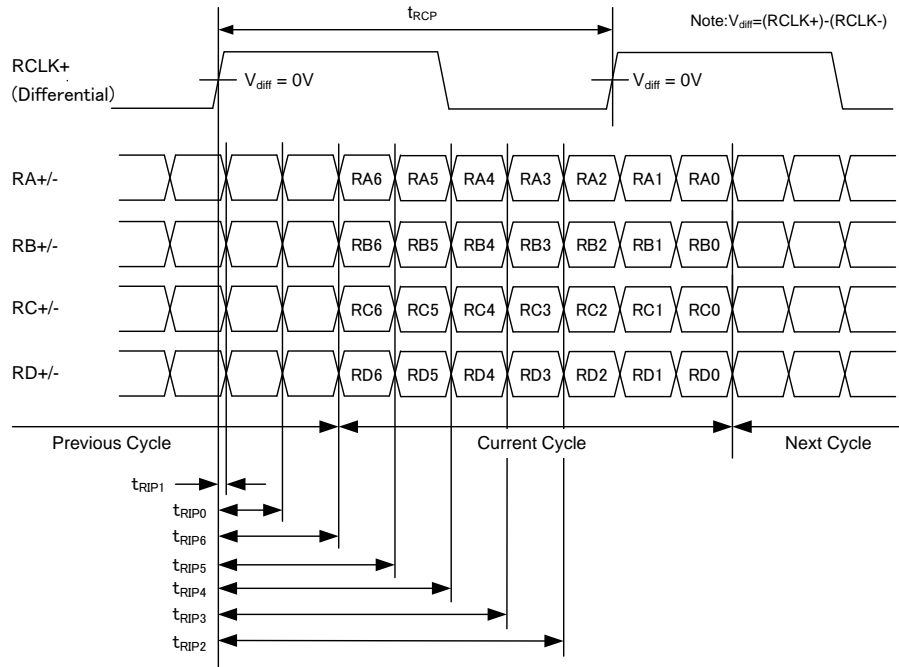 tRCP
Note:Vdiff=(RCLK+)-(RCLK-)
RCLK+
(Differential)
Vdiff = 0V
Vdiff = 0V
RA+/-
RA6 RA5 RA4 RA3 RA2 RA1 RA0
RB+/-
RB6 RB5 RB4 RB3 RB2 RB1 RB0
RC+/-
RC6 RC5 RC4 RC3 RC2 RC1 RC0
RD+/-
RD6 RD5 RD4 RD3 RD2 RD1 RD0
Previous Cycle
Current Cycle
Next Cycle
tRIP1
tRIP0
tRIP6
tRIP5
tRIP4
tRIP3
tRIP2